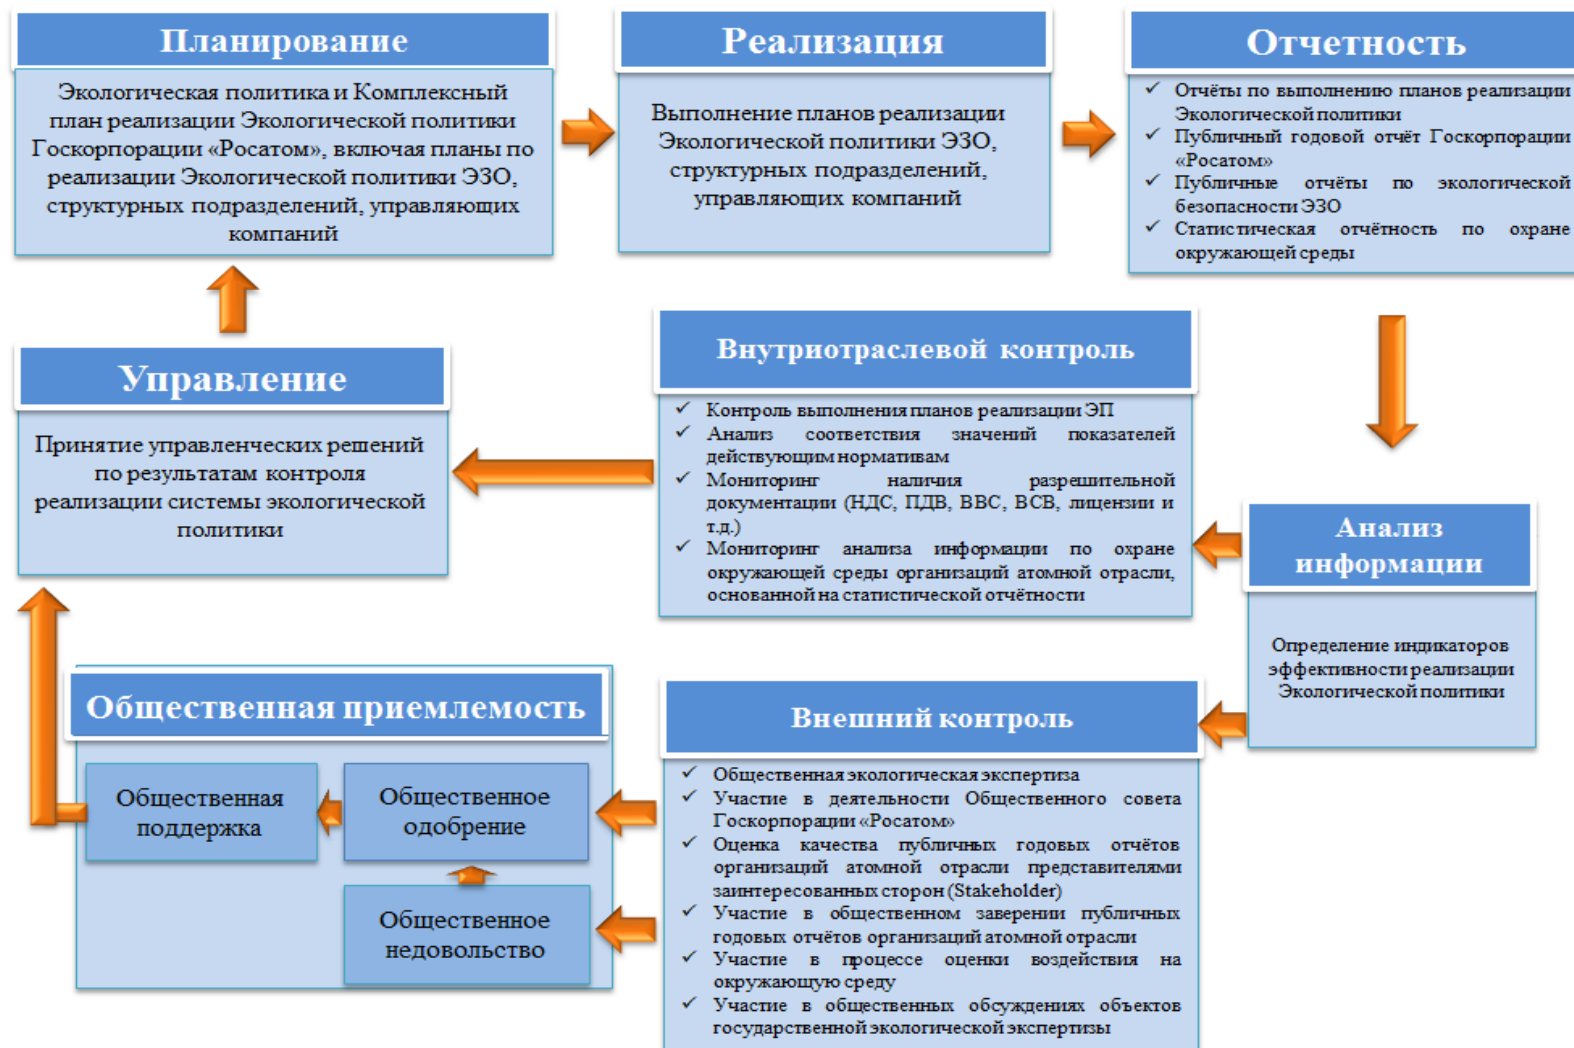 Планирование
Экологическая политика и Комплексный
план реализации Экологической политики
Госкорпорации «Росатом», включая планы по
реализации Экологической политики ЭЗО,
структурных подразделений, управляющих
компаний
Реализация
Выполнение планов реализации
Экологической политики ЭЗО,
структурных подразделений,
управляющих компаний
Отчетность
✓ Отчёты по выполнению планов реализации
Экологической политики
✓ Публичный годовой отчёт Госкорпорации
«Росатом»
✓ Публичные отчёты по экологической
безопасности ЭЗО
✓ Статистическая отчётность по охране
окружающей среды
Управление
Принятие управленческих решений
по результатам контроля
реализации системы экологической
политики
Внутриотраслевой контроль
✓ Контроль выполнения планов реализации ЭП
✓ Анализ соответствия значений показателей
действующим нормативам
✓ Мониторинг наличия разрешительной
документации (НДС, ПДВ, ВВС, ВСВ, лицензии и
т.д.)
✓ Мониторинг анализа информации по охране
окружающей среды организаций атомной отрасли,
основанной на статистической отчётности
Анализ
информации
Определение индикаторов
эффективности реализации
Экологической политики
Общественная приемлемость
Общественная
поддержка
Общественное
одобрение
Общественное
недовольство
Внешний контроль
✓ Общественная экологическая экспертиза
✓ Участие в деятельности Общественного совета
Госкорпорации «Росатом»
✓ Оценка качества публичных годовых отчётов
организаций атомной отрасли представителями
заинтересованных сторон (Stakeholder)
✓ Участие в общественном заверении публичных
годовых отчётов организаций атомной отрасли
✓ Участие в процессе оценки воздействия на
окружающую среду
✓ Участие в общественных обсуждениях объектов
государственной экологической экспертизы